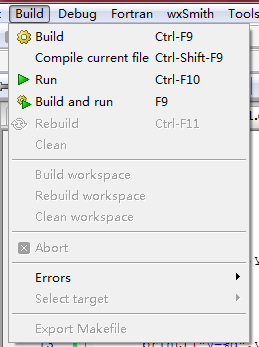 Build Debug Fortran wxSmith Tools
Build Ctrl-F9
Compile current file Ctrl-Shift-F9
Run Ctrl-F10
Build and run F9
Rebuild Ctrl-F11
Clean
Build workspace
Rebuild workspace
Clean workspace
Abort
Errors
Select target
Export Makefile